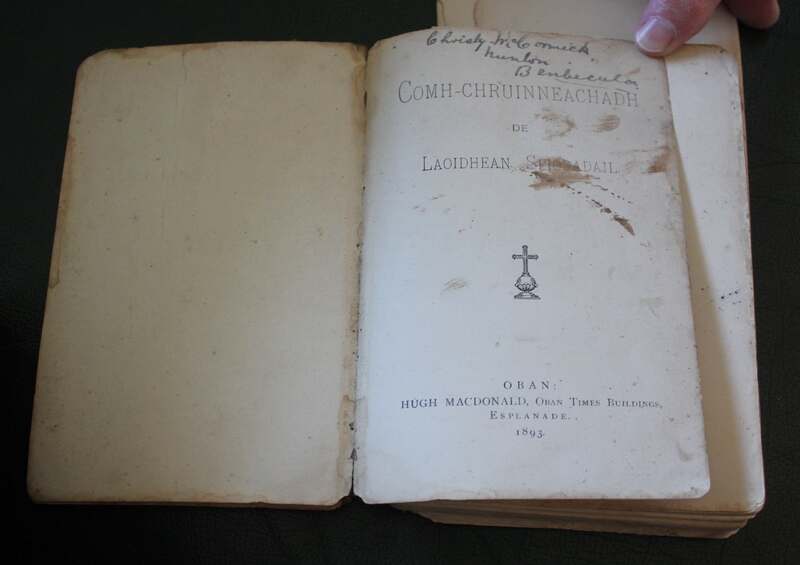 Christy McCormick
Nunton
Benbecula
COMH-CHRUINNEACHADH
DE
LAOIDHEAN SPIORADAIL
OBAN:
HUGH MACDONALD, OBAN TIMES BUILDINGS,
ESPLANADE.
1893.